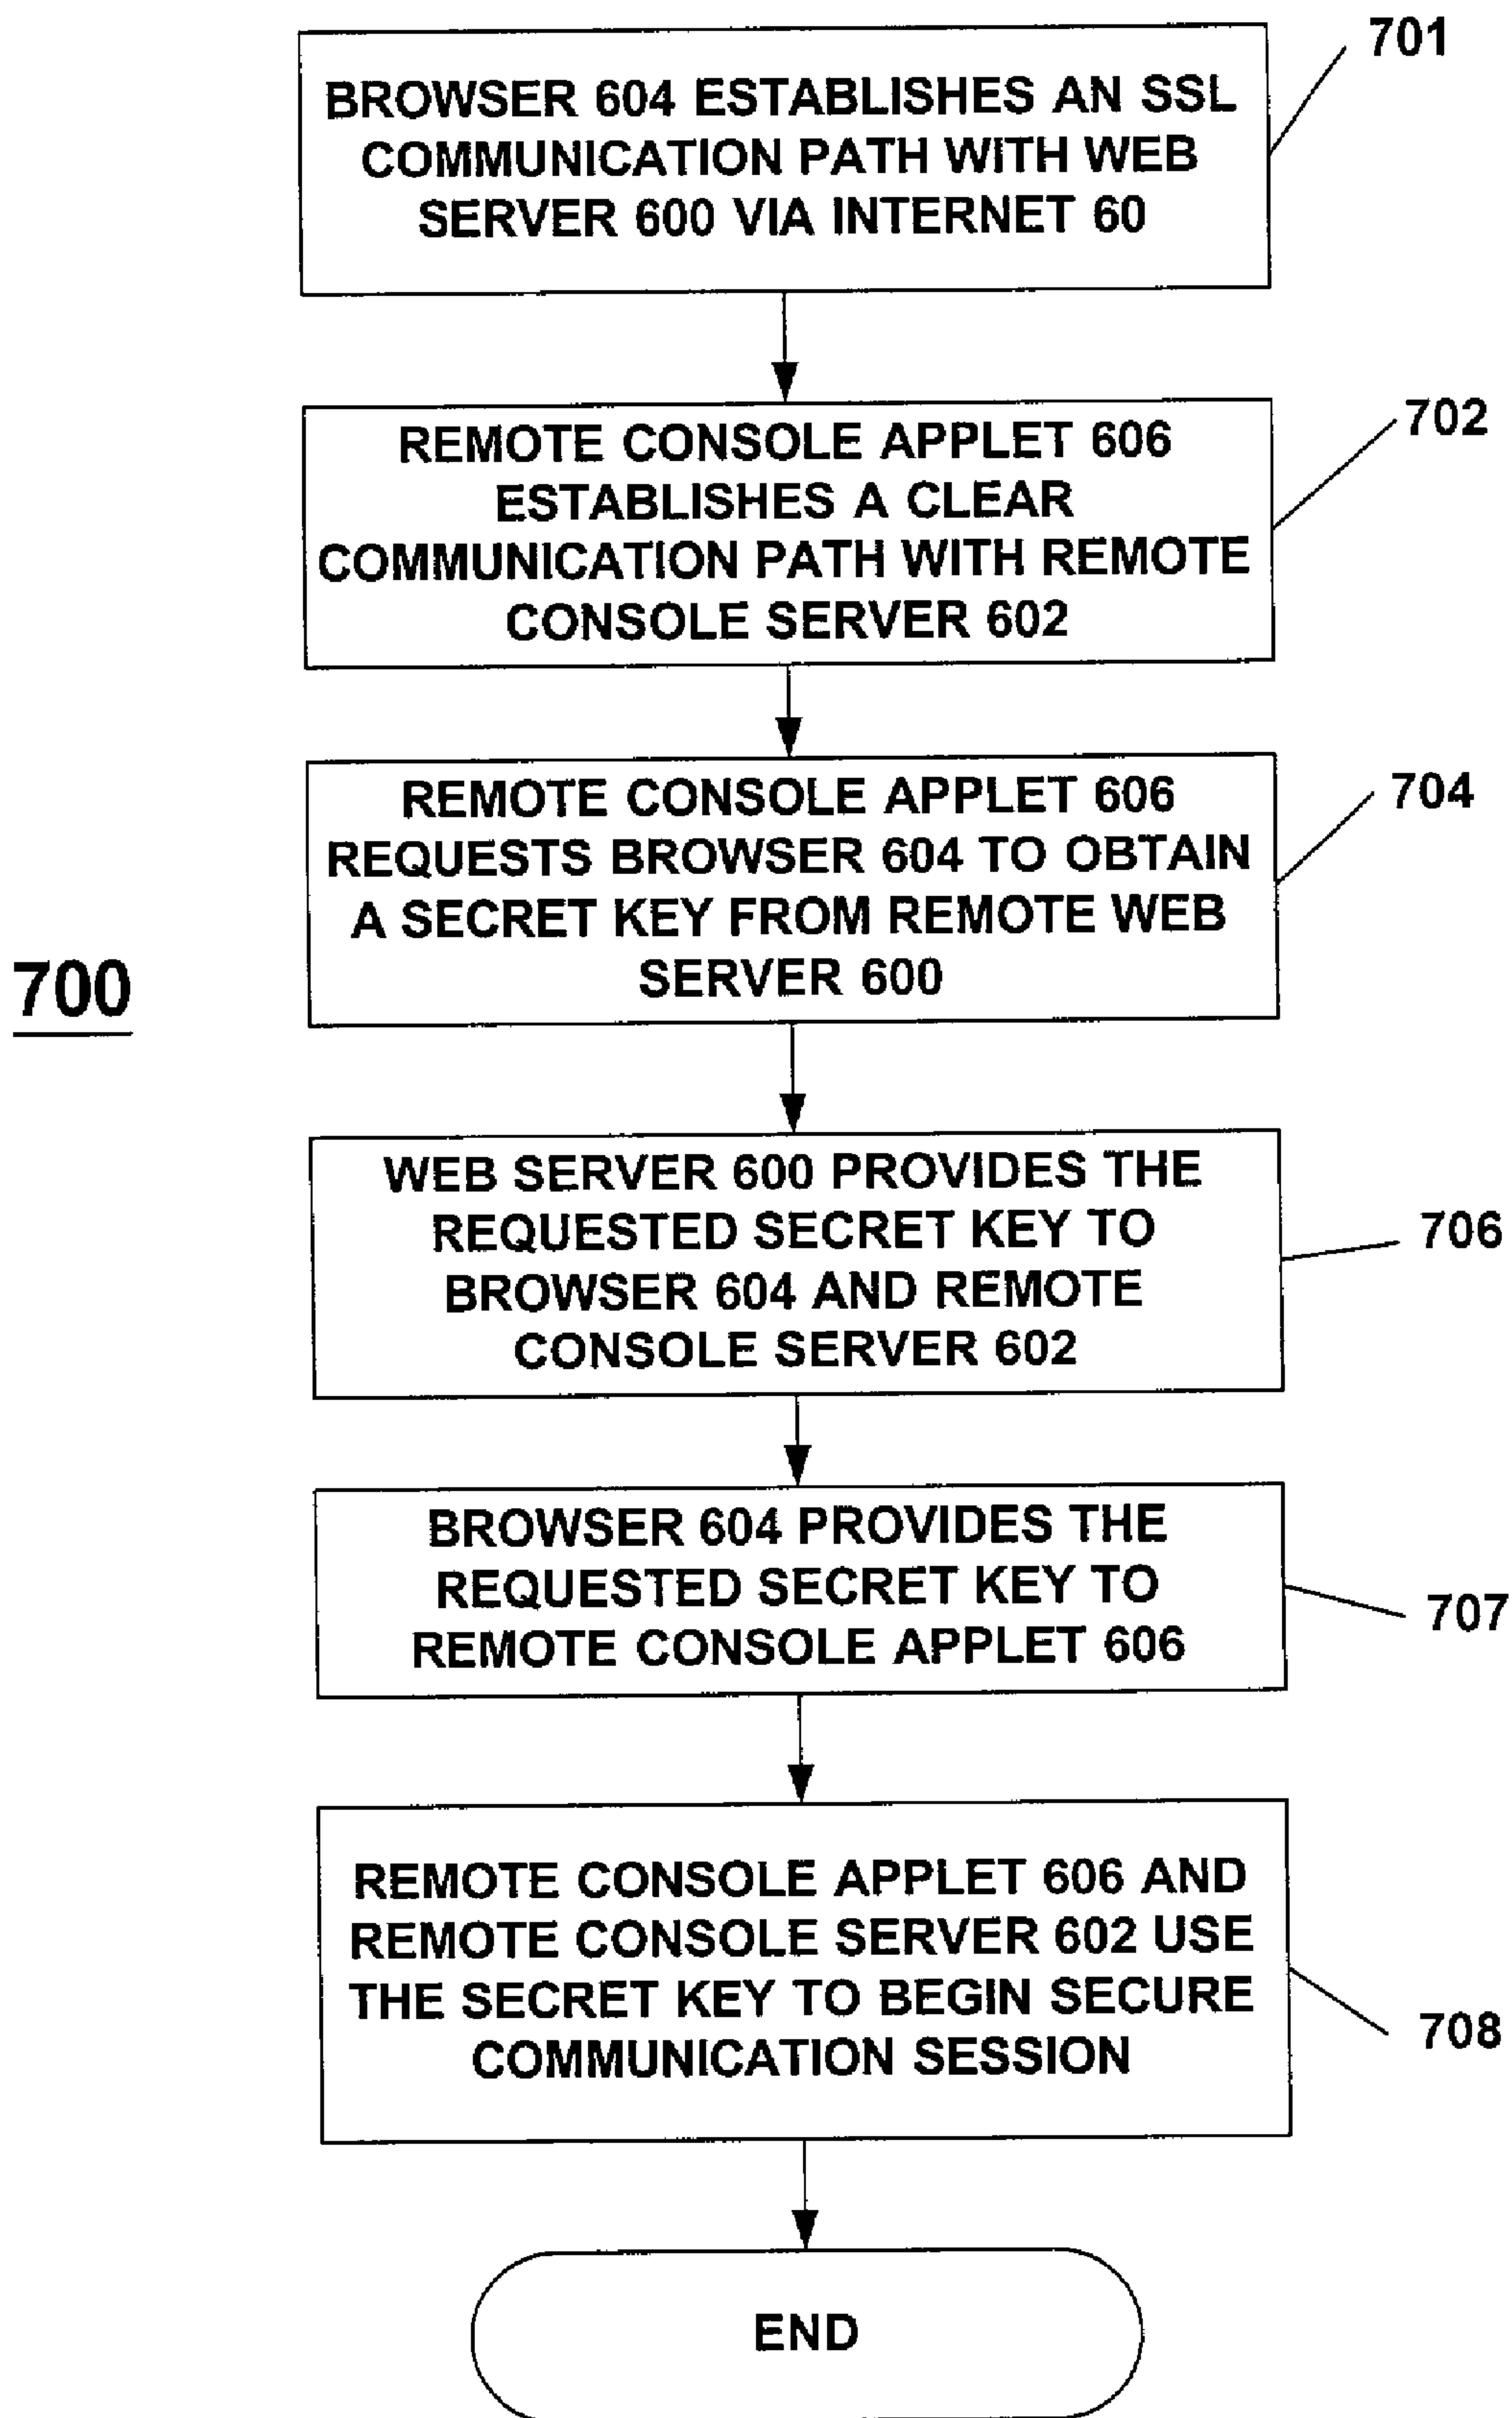 701
BROWSER 604 ESTABLISHES AN SSL
COMMUNICATION PATH WITH WEB
SERVER 600 VIA INTERNET 60
702
REMOTE CONSOLE APPLET 606
ESTABLISHES A CLEAR
COMMUNICATION PATH WITH REMOTE
CONSOLE SERVER 602
704
REMOTE CONSOLE APPLET 606
REQUESTS BROWSER 604 TO OBTAIN
A SECRET KEY FROM REMOTE WEB
SERVER 600
700
WEB SERVER 600 PROVIDES THE
REQUESTED SECRET KEY TO
BROWSER 604 AND REMOTE
CONSOLE SERVER 602
706
BROWSER 604 PROVIDES THE
REQUESTED SECRET KEY TO
REMOTE CONSOLE APPLET 606
707
REMOTE CONSOLE APPLET 606 AND
REMOTE CONSOLE SERVER 602 USE
THE SECRET KEY TO BEGIN SECURE
COMMUNICATION SESSION
708
END